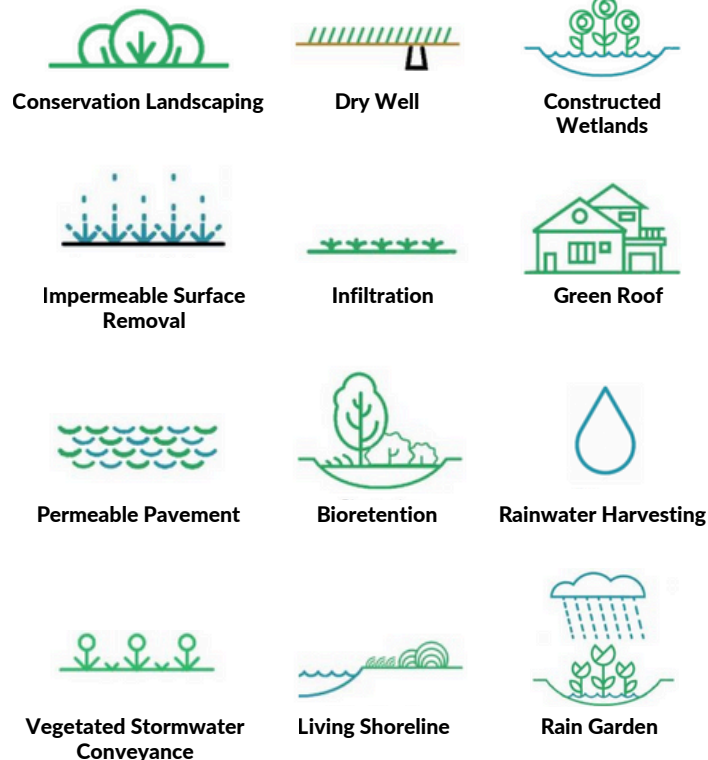 Conservation Landscaping
Dry Well
Constructed
Wetlands
Impermeable Surface
Removal
Infiltration
Green Roof
Permeable Pavement
Bioretention
Rainwater Harvesting
Vegetated Stormwater
Conveyance
Living Shoreline
Rain Garden